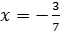 x = −3/7